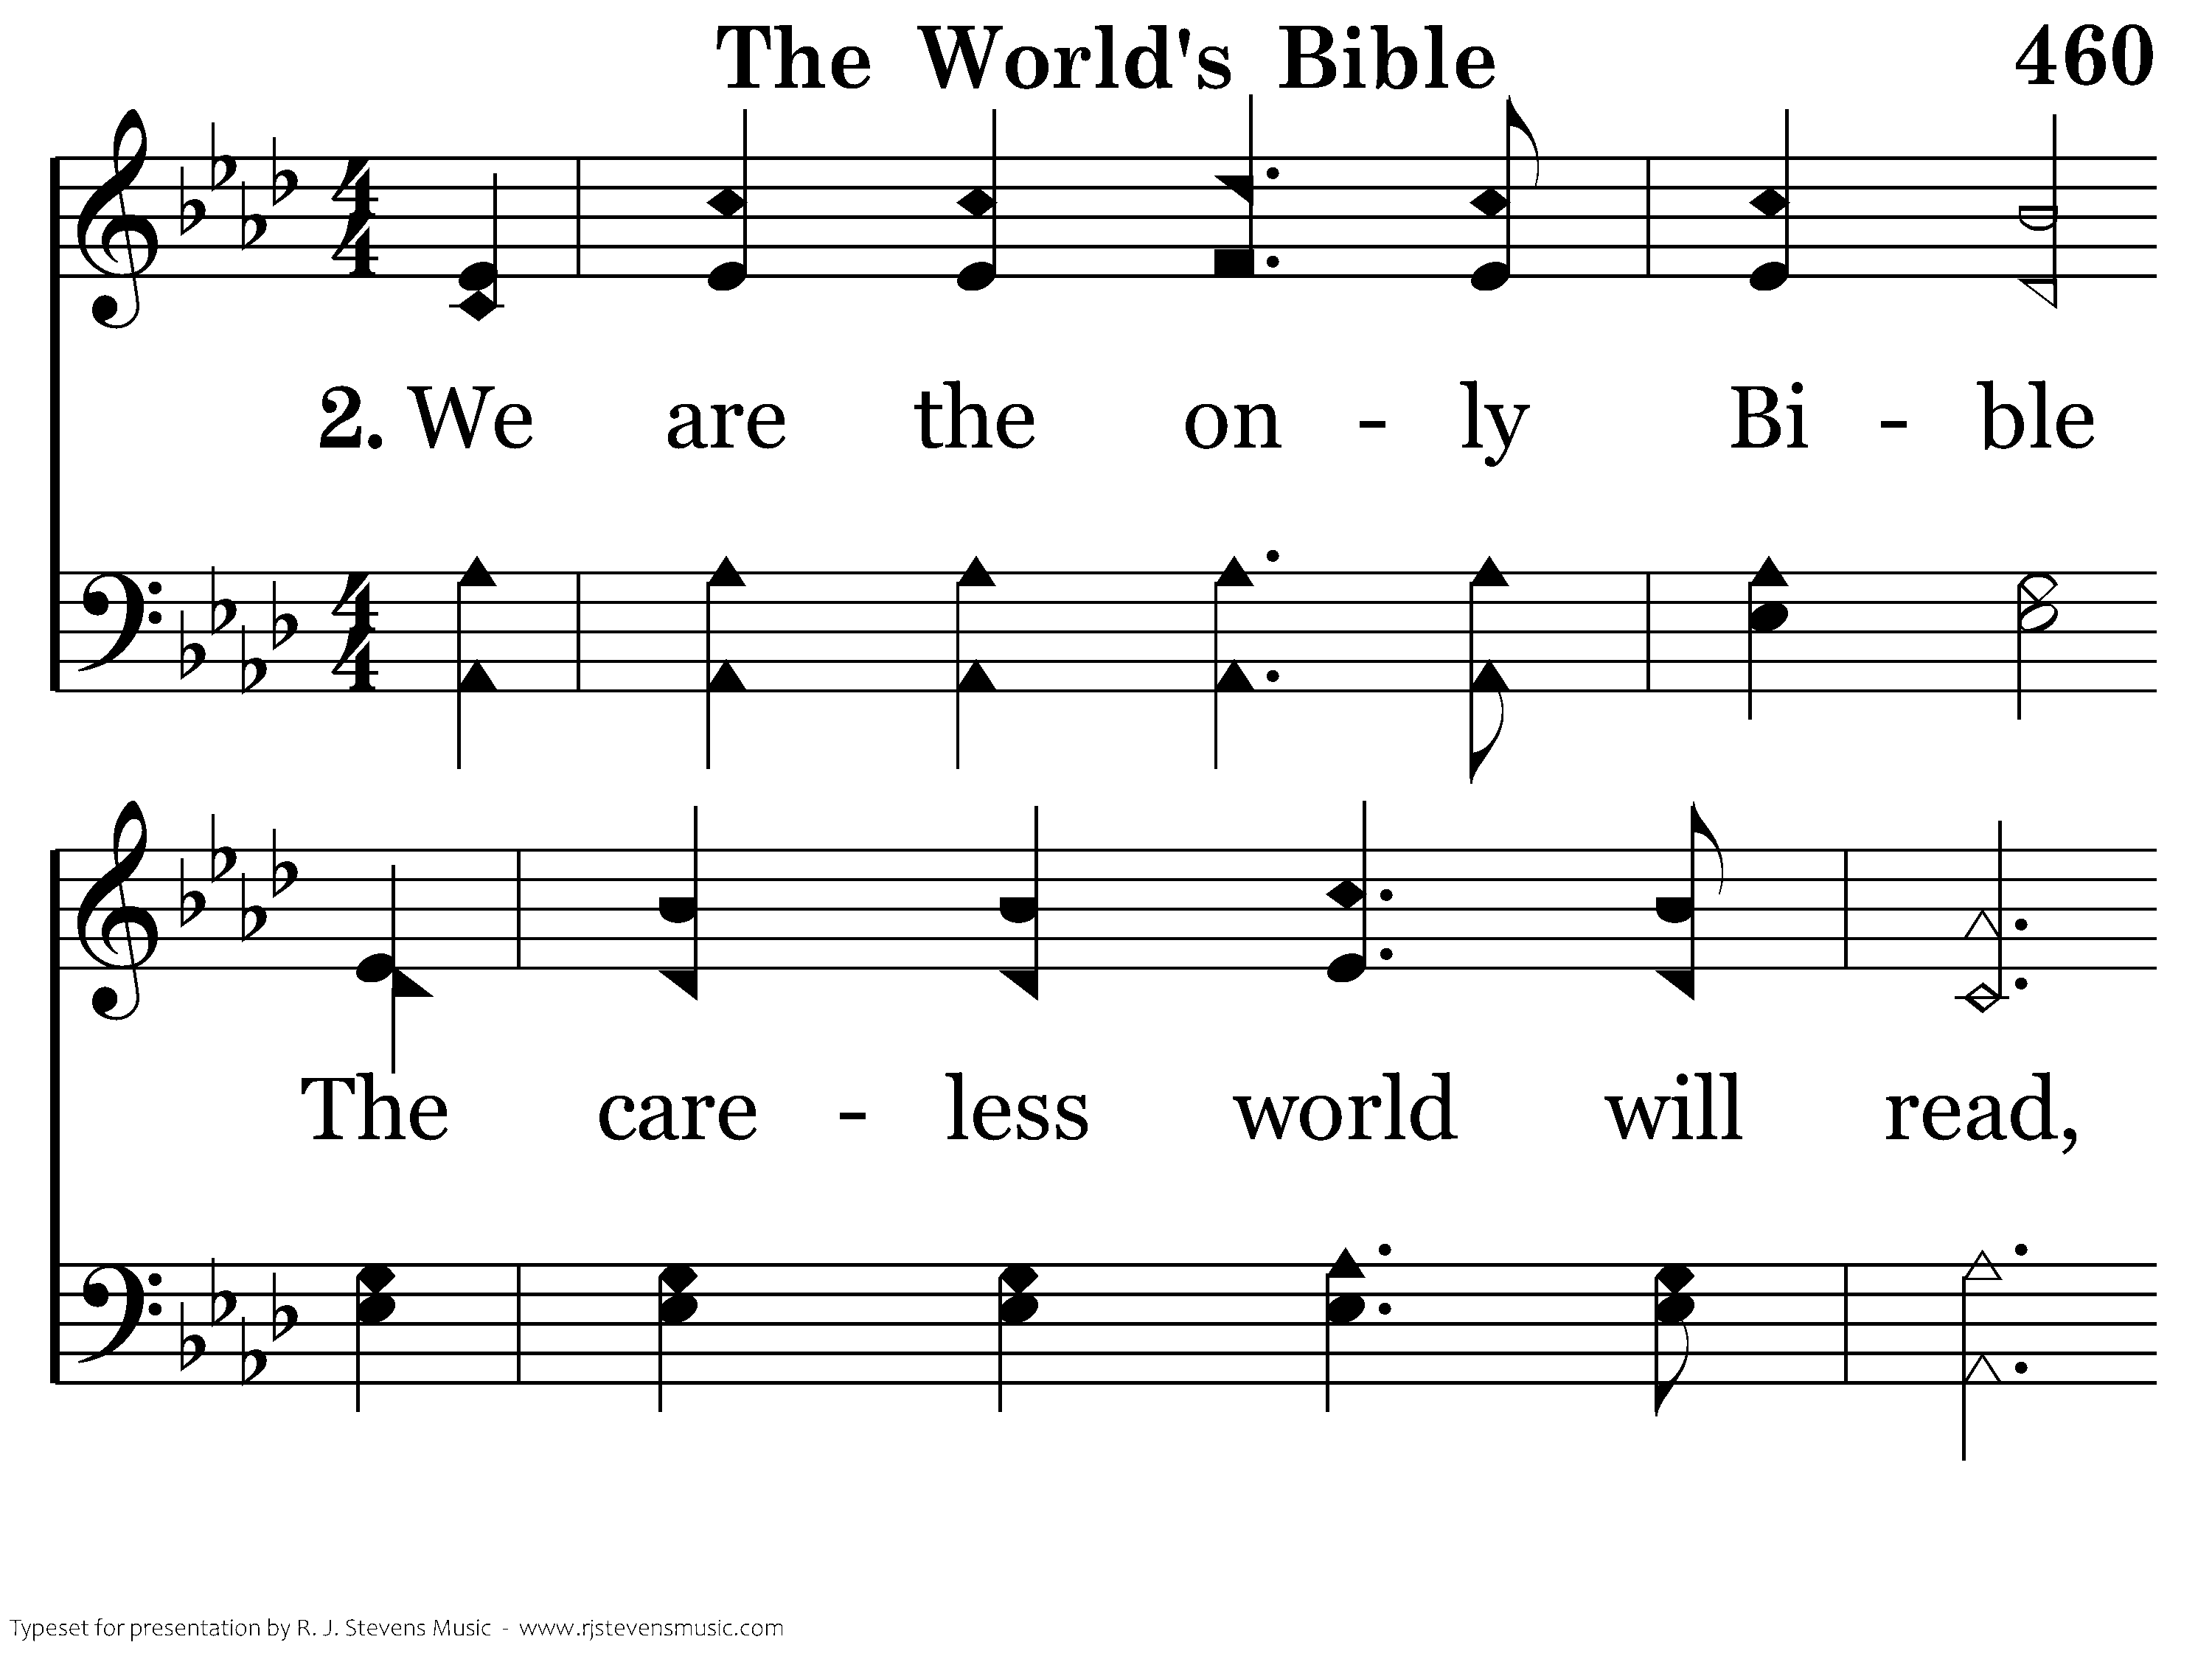 The World's Bible 460
2. We are the on - ly Bi - ble
The care - less world will read,
Typeset for presentation by R. J. Stevens Music - www.rjstevensmusic.com